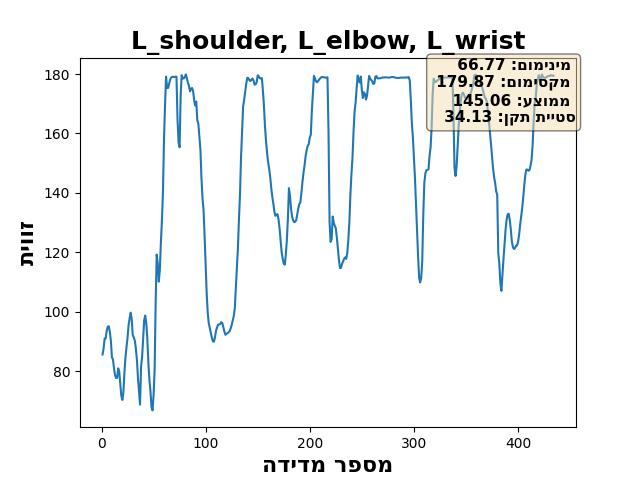 L_shoulder, L_elbow, L_wrist
מינימום: 66.77
מקסימום: 179.87
ממוצע: 145.06
סטיית תקן: 34.13
180
160
140
120
100
80
זווית
0 100 200 300 400
מספר מדידה